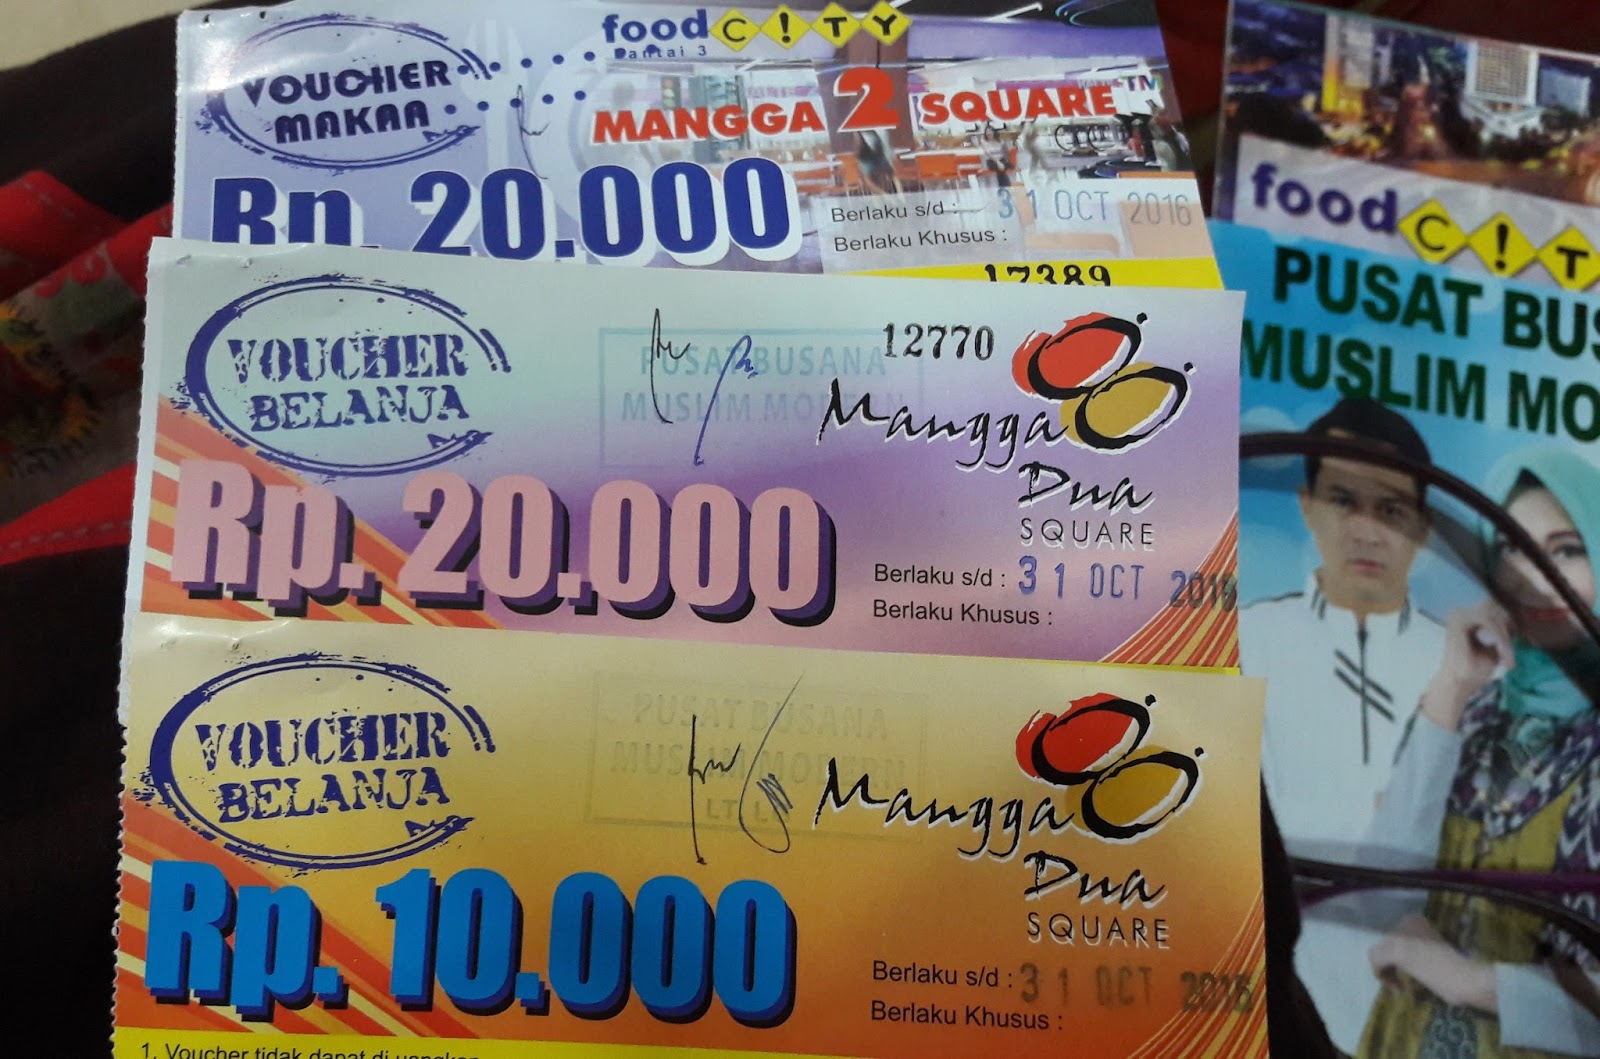 food C!TY
Lantai 3
VOUCHER
MAKAN
MANGGA 2 SQUARE™
Rp. 20.000
Berlaku s/d : 31 OCT 2016
Berlaku Khusus :
17389
VOUCHER
BELANJA
PUSAT BUSANA
MUSLIM MODERN
12770
Mangga
Dua
SQUARE
Rp. 20.000
Berlaku s/d : 31 OCT 2016
Berlaku Khusus :
VOUCHER
BELANJA
PUSAT BUSANA
MUSLIM MODERN
Mangga
Dua
SQUARE
Rp. 10.000
Berlaku s/d : 31 OCT 2016
Berlaku Khusus :
1. Voucher tidak dapat di uangkan
food C!T
PUSAT BUS
MUSLIM MO